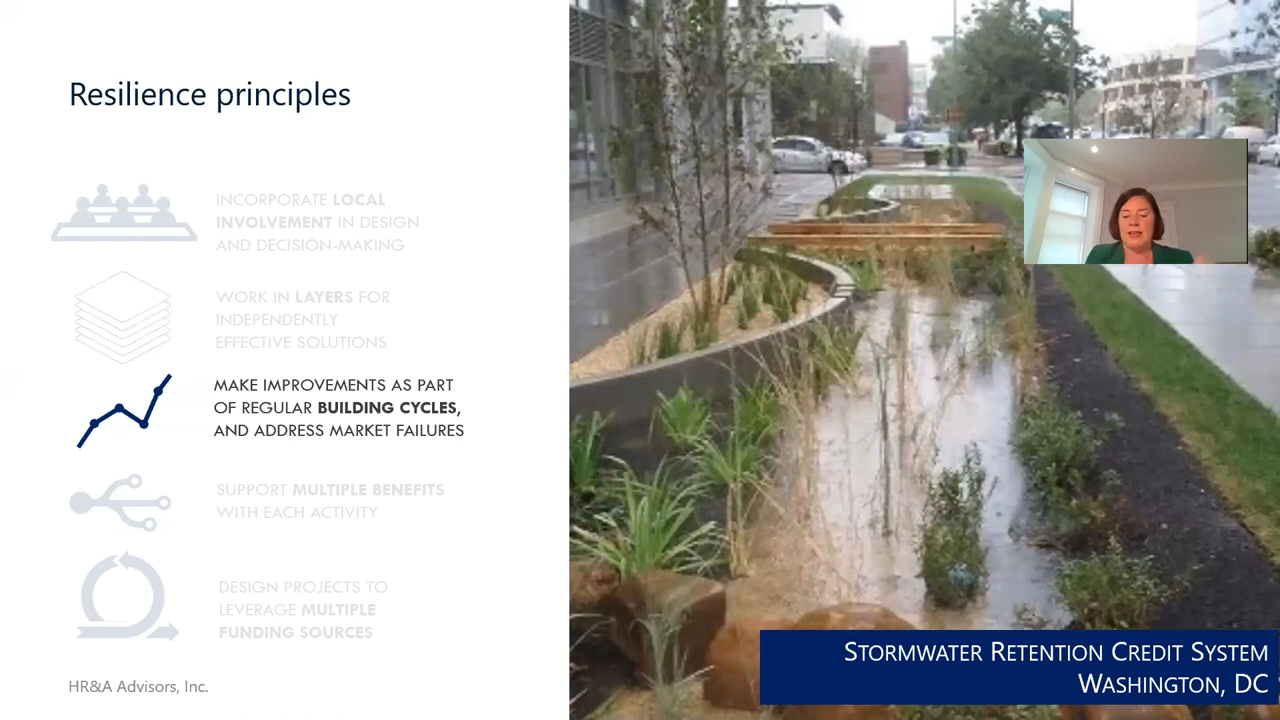 Resilience principles
INCORPORATE LOCAL
INVOLVEMENT IN DESIGN
AND DECISION-MAKING
WORK IN LAYERS FOR
INDEPENDENTLY
EFFECTIVE SOLUTIONS
MAKE IMPROVEMENTS AS PART
OF REGULAR BUILDING CYCLES,
AND ADDRESS MARKET FAILURES
SUPPORT MULTIPLE BENEFITS
WITH EACH ACTIVITY
DESIGN PROJECTS TO
LEVERAGE MULTIPLE
FUNDING SOURCES
HR&A Advisors, Inc.
STORMWATER RETENTION CREDIT SYSTEM
WASHINGTON, DC